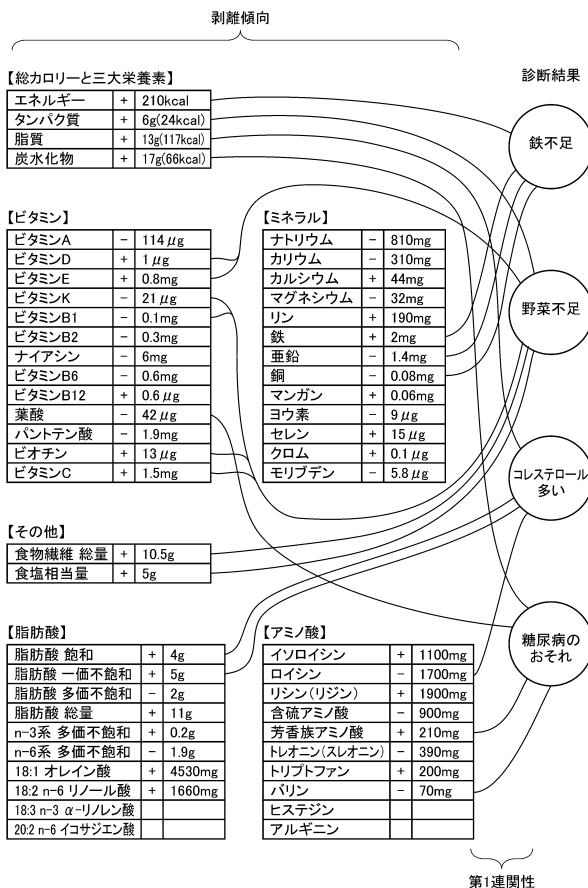 剥離傾向
【総カロリーと三大栄養素】
エネルギー + 210kcal
タンパク質 + 6g(24kcal)
脂質 + 13g(117kcal)
炭水化物 + 17g(66kcal)
【ビタミン】
ビタミンA − 114μg
ビタミンD + 1μg
ビタミンE + 0.8mg
ビタミンK − 21μg
ビタミンB1 − 0.1mg
ビタミンB2 − 0.3mg
ナイアシン − 6mg
ビタミンB6 − 0.6mg
ビタミンB12 + 0.6μg
葉酸 − 42μg
パントテン酸 − 1.9mg
ビオチン + 13μg
ビタミンC + 1.5mg
【ミネラル】
ナトリウム − 810mg
カリウム − 310mg
カルシウム + 44mg
マグネシウム − 32mg
リン + 190mg
鉄 + 2mg
亜鉛 − 1.4mg
銅 − 0.08mg
マンガン + 0.06mg
ヨウ素 − 9μg
セレン + 15μg
クロム + 0.1μg
モリブデン − 5.8μg
【その他】
食物繊維 総量 + 10.5g
食塩相当量 + 5g
【脂肪酸】
脂肪酸 飽和 + 4g
脂肪酸 一価不飽和 + 5g
脂肪酸 多価不飽和 − 2g
脂肪酸 総量 + 11g
n-3系 多価不飽和 + 0.2g
n-6系 多価不飽和 − 1.9g
18:1 オレイン酸 + 4530mg
18:2 n-6 リノール酸 + 1660mg
18:3 n-3 α-リノレン酸
20:2 n-6 イコサジエン酸
【アミノ酸】
イソロイシン + 1100mg
ロイシン − 1700mg
リシン(リジン) + 1900mg
含硫アミノ酸 − 900mg
芳香族アミノ酸 + 210mg
トレオニン(スレオニン) − 390mg
トリプトファン + 200mg
バリン − 70mg
ヒステジン
アルギニン
診断結果
鉄不足
野菜不足
コレステロール
多い
糖尿病の
おそれ
第1連関性